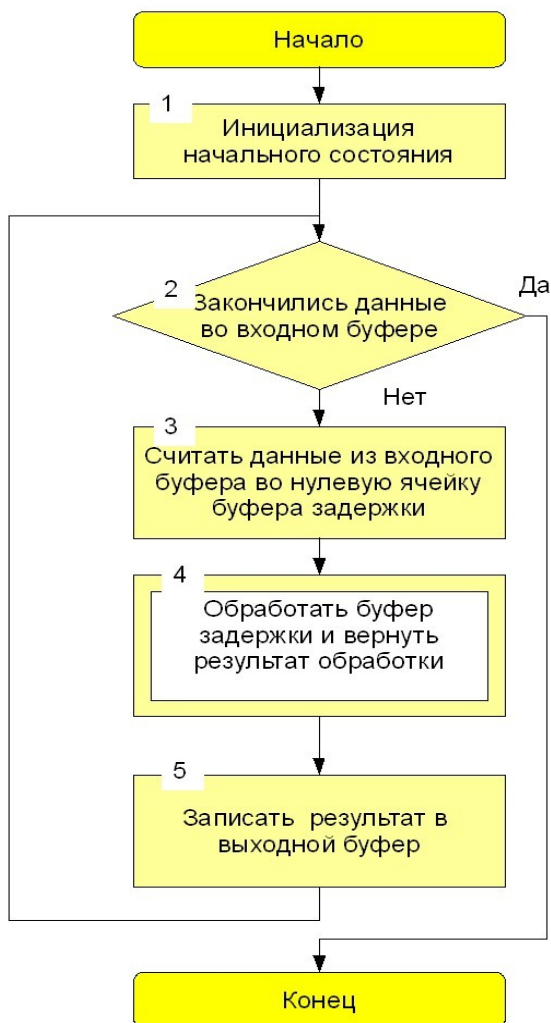 Начало
1
Инициализация
начального состояния
2
Закончились данные
во входном буфере
Да
Нет
3
Считать данные из входного
буфера во нулевую ячейку
буфера задержки
4
Обработать буфер
задержки и вернуть
результат обработки
5
Записать результат в
выходной буфер
Конец